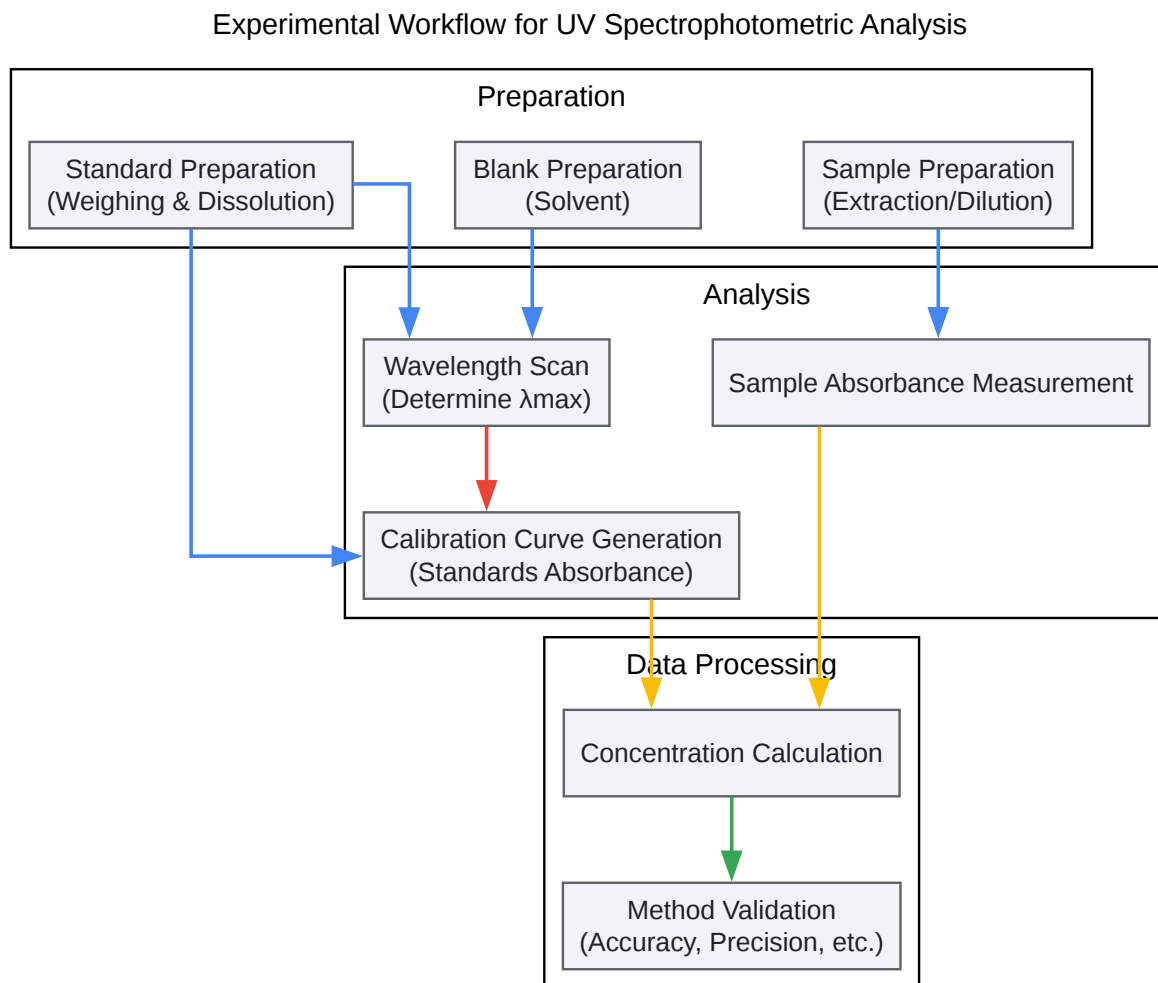 Experimental Workflow for UV Spectrophotometric Analysis
Preparation
Standard Preparation
(Weighing & Dissolution)
Blank Preparation
(Solvent)
Sample Preparation
(Extraction/Dilution)
Analysis
Wavelength Scan
(Determine λmax)
Sample Absorbance Measurement
Calibration Curve Generation
(Standards Absorbance)
Data Processing
Concentration Calculation
Method Validation
(Accuracy, Precision, etc.)